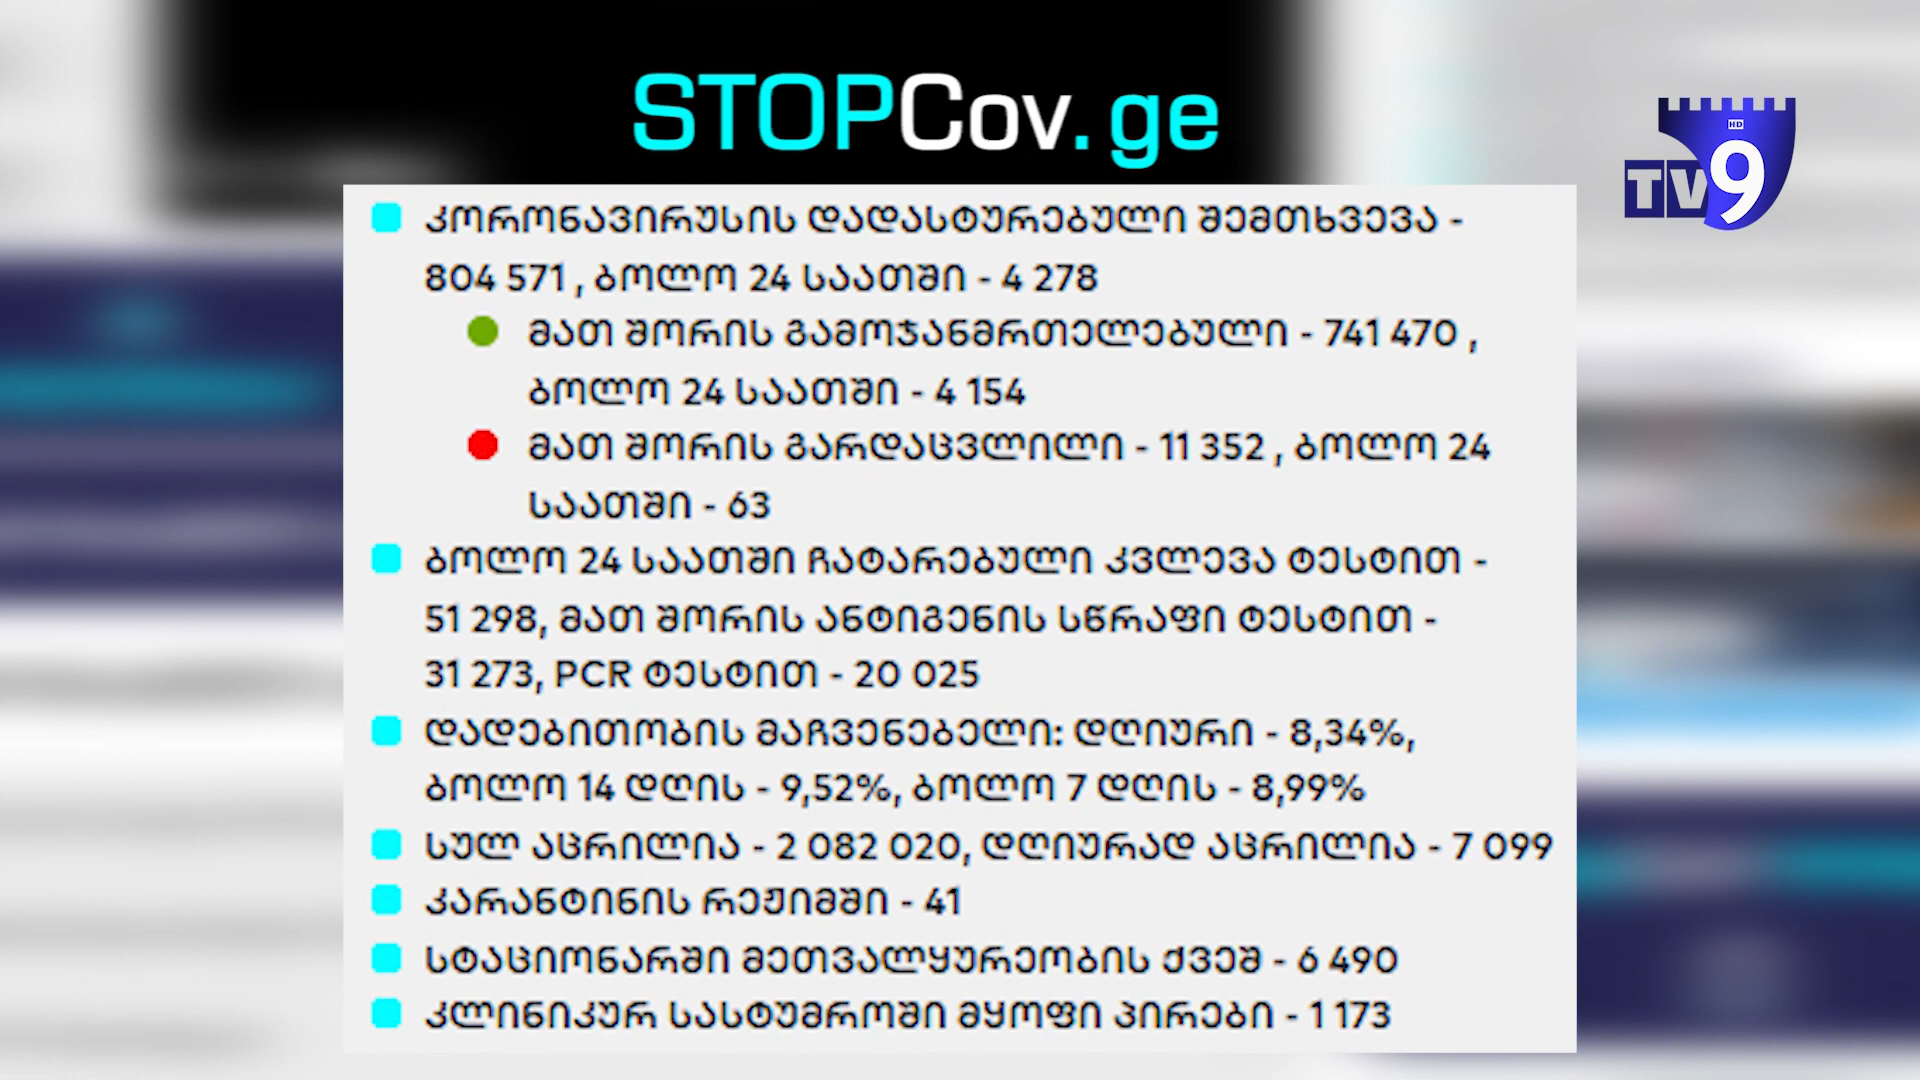 STOPCov.ge
HD
TV9
კორონავირუსის დადასტურებული შემთხვევა -
804 571 , ბოლო 24 საათში - 4 278
მათ შორის გამოჯანმრთელებული - 741 470 ,
ბოლო 24 საათში - 4 154
მათ შორის გარდაცვლილი - 11 352 , ბოლო 24
საათში - 63
ბოლო 24 საათში ჩატარებული კვლევა ტესტით -
51 298, მათ შორის ანტიგენის სწრაფი ტესტით -
31 273, PCR ტესტით - 20 025
დადებითობის მაჩვენებელი: დღიური - 8,34%,
ბოლო 14 დღის - 9,52%, ბოლო 7 დღის - 8,99%
სულ აცრილია - 2 082 020, დღიურად აცრილია - 7 099
კარანტინის რეჟიმში - 41
სტაციონარში მეთვალყურეობის ქვეშ - 6 490
კლინიკურ სასტუმროში მყოფი პირები - 1 173